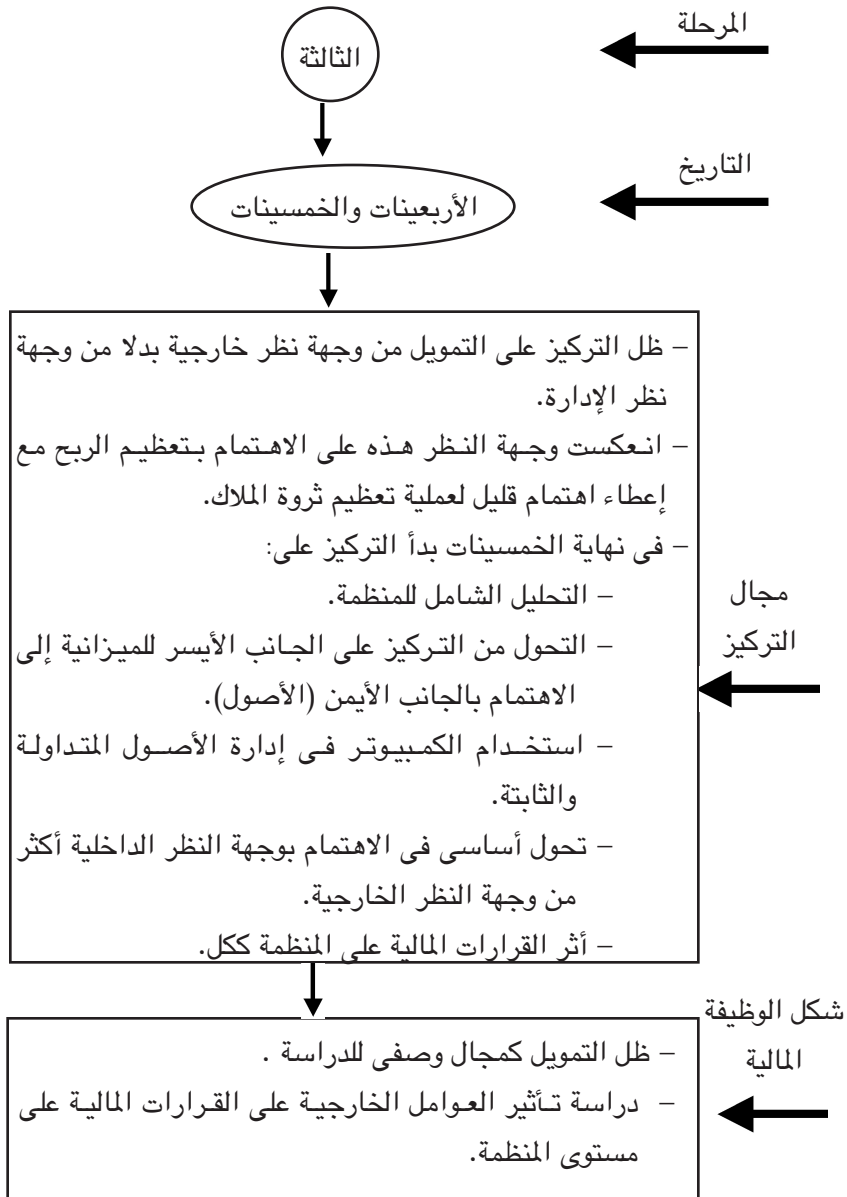 المرحلة
الثالثة
التاريخ
الأربعينات والخمسينات
– ظل التركيز على التمويل من وجهة نظر خارجية بدلا من وجهة
نظر الإدارة.
– انعكست وجهة النظر هذه على الاهتمام بتعظيم الربح مع
إعطاء اهتمام قليل لعملية تعظيم ثروة الملاك.
– فى نهاية الخمسينات بدأ التركيز على:
– التحليل الشامل للمنظمة.
– التحول من التركيز على الجانب الأيسر للميزانية إلى
الاهتمام بالجانب الأيمن (الأصول).
– استخدام الكمبيوتر فى إدارة الأصول المتداولة
والثابتة.
– تحول أساسى فى الاهتمام بوجهة النظر الداخلية أكثر
من وجهة النظر الخارجية.
– أثر القرارات المالية على المنظمة ككل.
مجال
التركيز
شكل الوظيفة
المالية
– ظل التمويل كمجال وصفى للدراسة .
– دراسة تأثير العوامل الخارجية على القرارات المالية على
مستوى المنظمة.